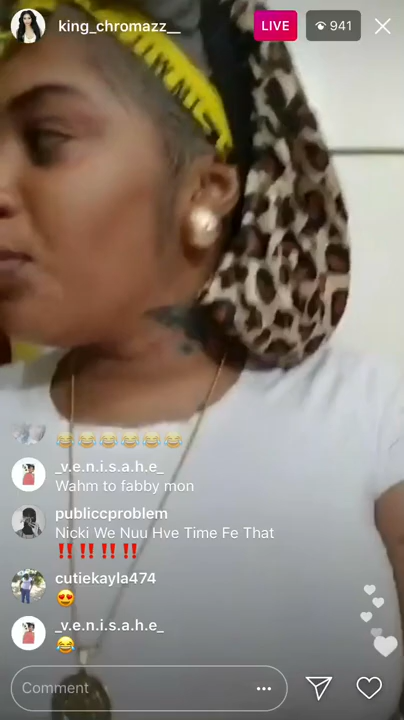 king_chromazz__
LIVE
941
😂😂😂😂😂😂
_v.e.n.i.s.a.h.e_
Wahm to fabby mon
publiccproblem
Nicki We Nuu Hve Time Fe That
‼️‼️‼️‼️
cutiekayla474
😍
_v.e.n.i.s.a.h.e_
😂
Comment